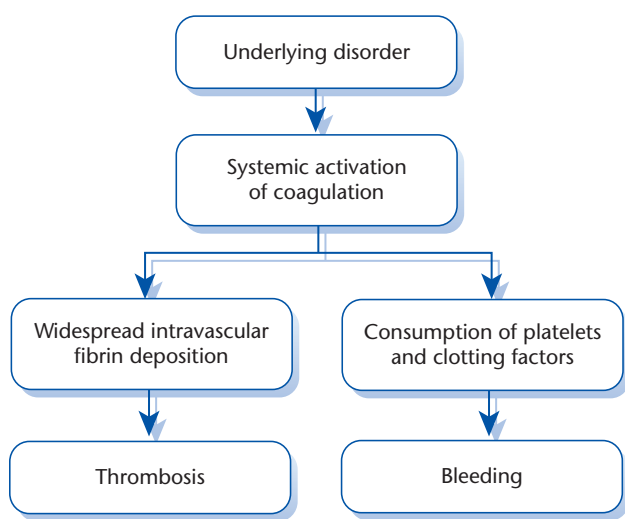 Underlying disorder
Systemic activation
of coagulation
Widespread intravascular
fibrin deposition
Consumption of platelets
and clotting factors
Thrombosis
Bleeding